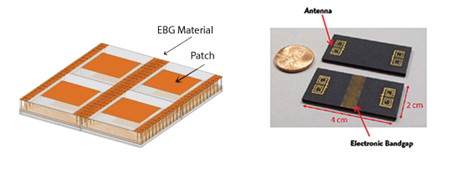 EBG Material
Patch
Antenna
2 cm
4 cm
Electronic Bandgap